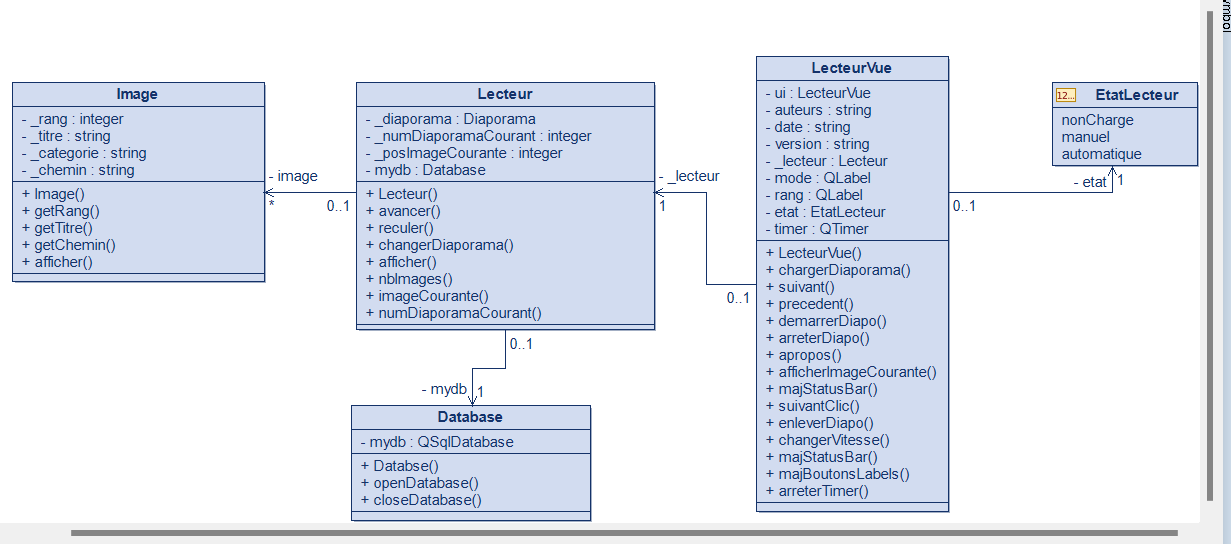 ymbol
Image
- _rang : integer
- _titre : string
- _categorie : string
- _chemin : string
+ Image()
+ getRang()
+ getTitre()
+ getChemin()
+ afficher()
- image
*
0..1
Lecteur
- _diaporama : Diaporama
- _numDiaporamaCourant : integer
- _posImageCourante : integer
- mydb : Database
+ Lecteur()
+ avancer()
+ reculer()
+ changerDiaporama()
+ afficher()
+ nbImages()
+ imageCourante()
+ numDiaporamaCourant()
- _lecteur
1
0..1
LecteurVue
- ui : LecteurVue
- auteurs : string
- date : string
- version : string
- _lecteur : Lecteur
- mode : QLabel
- rang : QLabel
- etat : EtatLecteur
- timer : QTimer
+ LecteurVue()
+ chargerDiaporama()
+ suivant()
+ precedent()
+ demarrerDiapo()
+ arreterDiapo()
+ apropos()
+ afficherImageCourante()
+ majStatusBar()
+ suivantClic()
+ enleverDiapo()
+ changerVitesse()
+ majStatusBar()
+ majBoutonsLabels()
+ arreterTimer()
0..1
- etat
1
12...
EtatLecteur
nonCharge
manuel
automatique
0..1
- mydb
1
Database
- mydb : QSqlDatabase
+ Databse()
+ openDatabase()
+ closeDatabase()